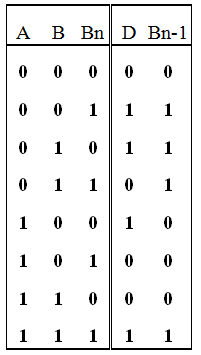 A B Bn D Bn-1
0 0 0 0 0
0 0 1 1 1
0 1 0 1 1
0 1 1 0 1
1 0 0 1 0
1 0 1 0 0
1 1 0 0 0
1 1 1 1 1